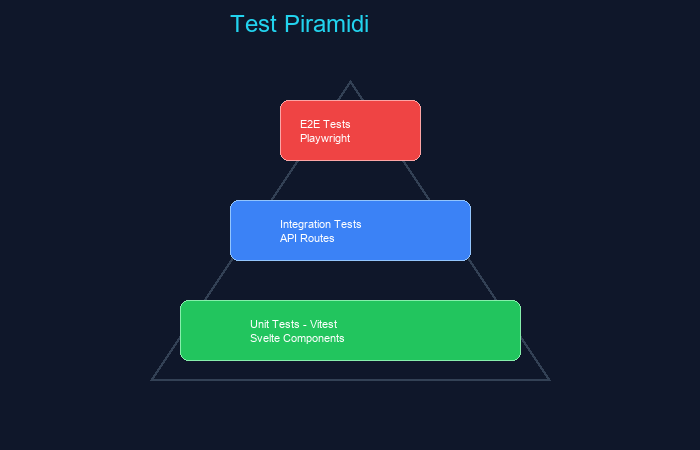 Test Piramidi
E2E Tests
Playwright
Integration Tests
API Routes
Unit Tests - Vitest
Svelte Components